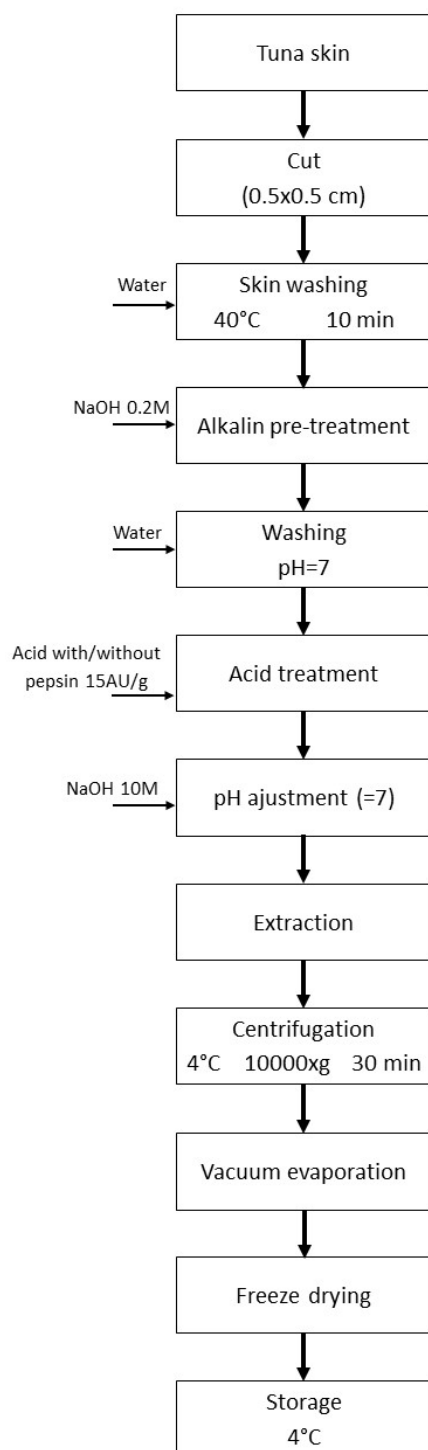 Tuna skin
Cut
(0.5x0.5 cm)
Water
Skin washing
40°C 10 min
NaOH 0.2M
Alkalin pre-treatment
Water
Washing
pH=7
Acid with/without
pepsin 15AU/g
Acid treatment
NaOH 10M
pH ajustment (=7)
Extraction
Centrifugation
4°C 10000xg 30 min
Vacuum evaporation
Freeze drying
Storage
4°C